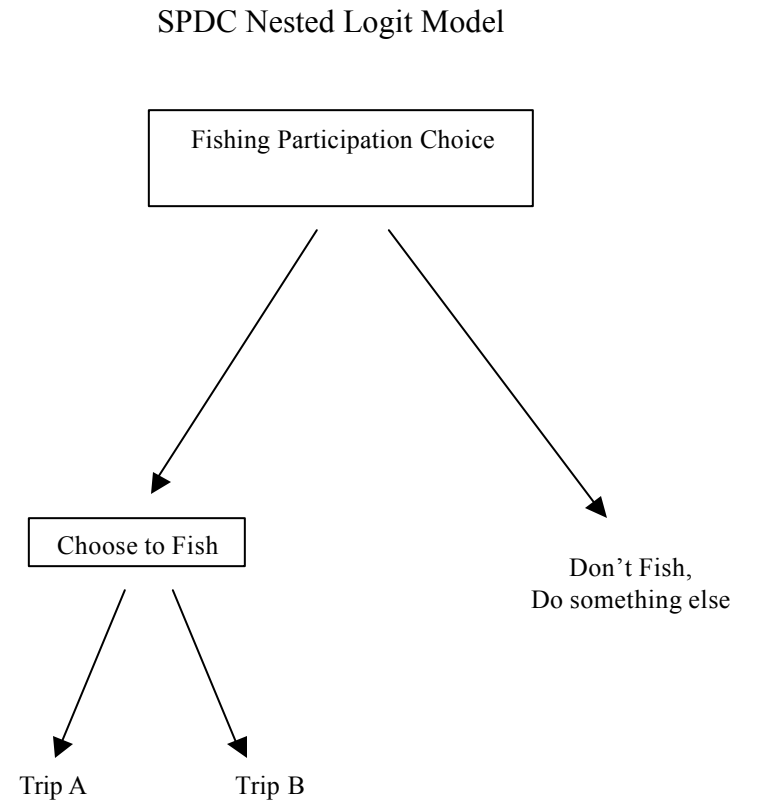 SPDC Nested Logit Model
Fishing Participation Choice
Choose to Fish
Don’t Fish,
Do something else
Trip A
Trip B